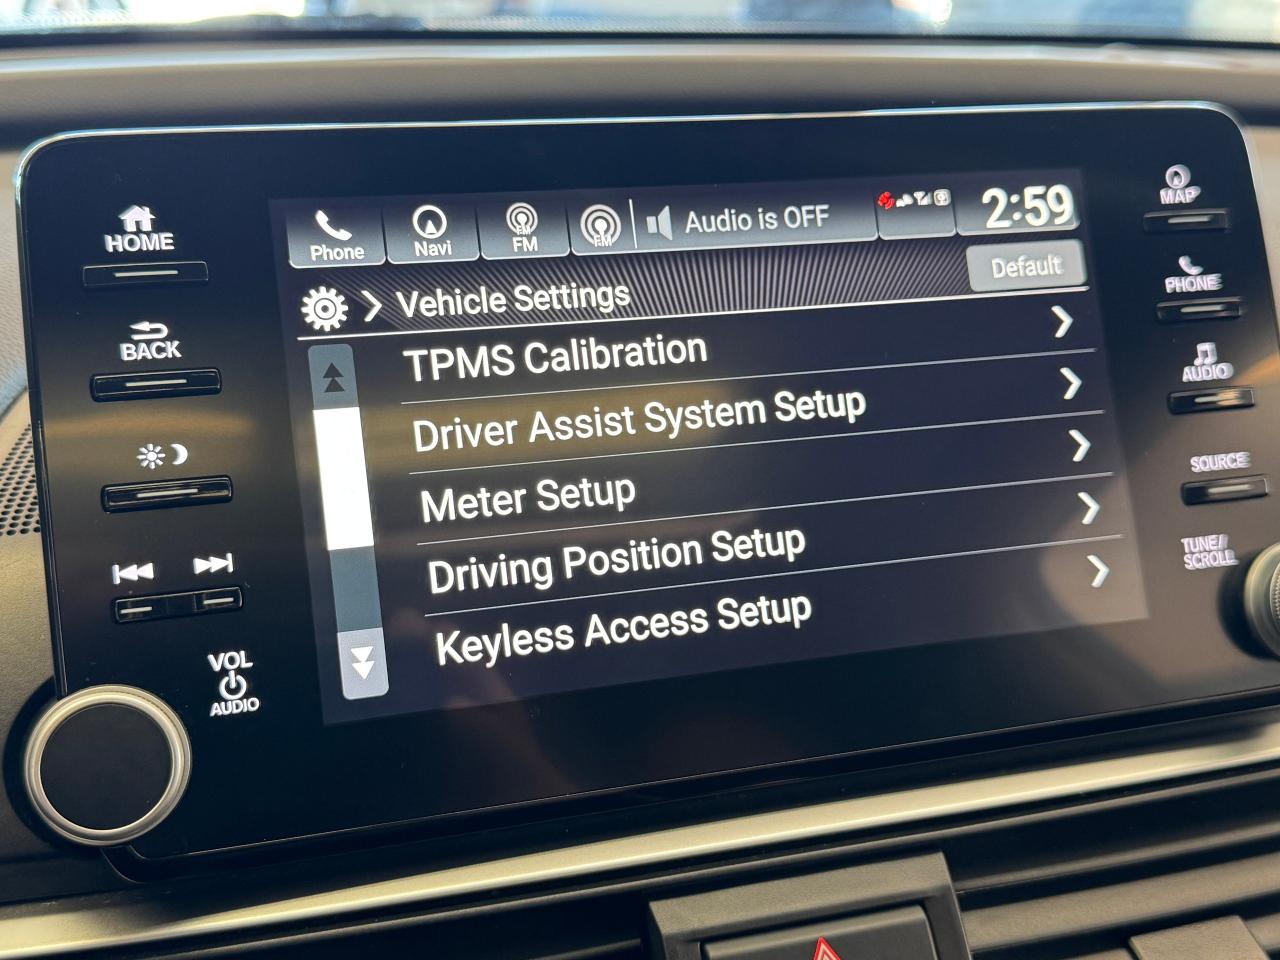 HOME
BACK
VOL
AUDIO
Phone
Navi
FM
FM
FM
Audio is OFF
2:59
Vehicle Settings
Default
TPMS Calibration
Driver Assist System Setup
Meter Setup
Driving Position Setup
Keyless Access Setup
MAP
PHONE
AUDIO
SOURCE
TUNE/
SCROLL